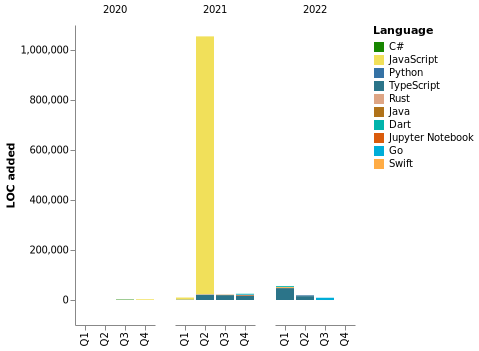 2020 2021 2022
LOC added
1,000,000
800,000
600,000
400,000
200,000
0
Q1 Q2 Q3 Q4 Q1 Q2 Q3 Q4 Q1 Q2 Q3 Q4
Language
C#
JavaScript
Python
TypeScript
Rust
Java
Dart
Jupyter Notebook
Go
Swift